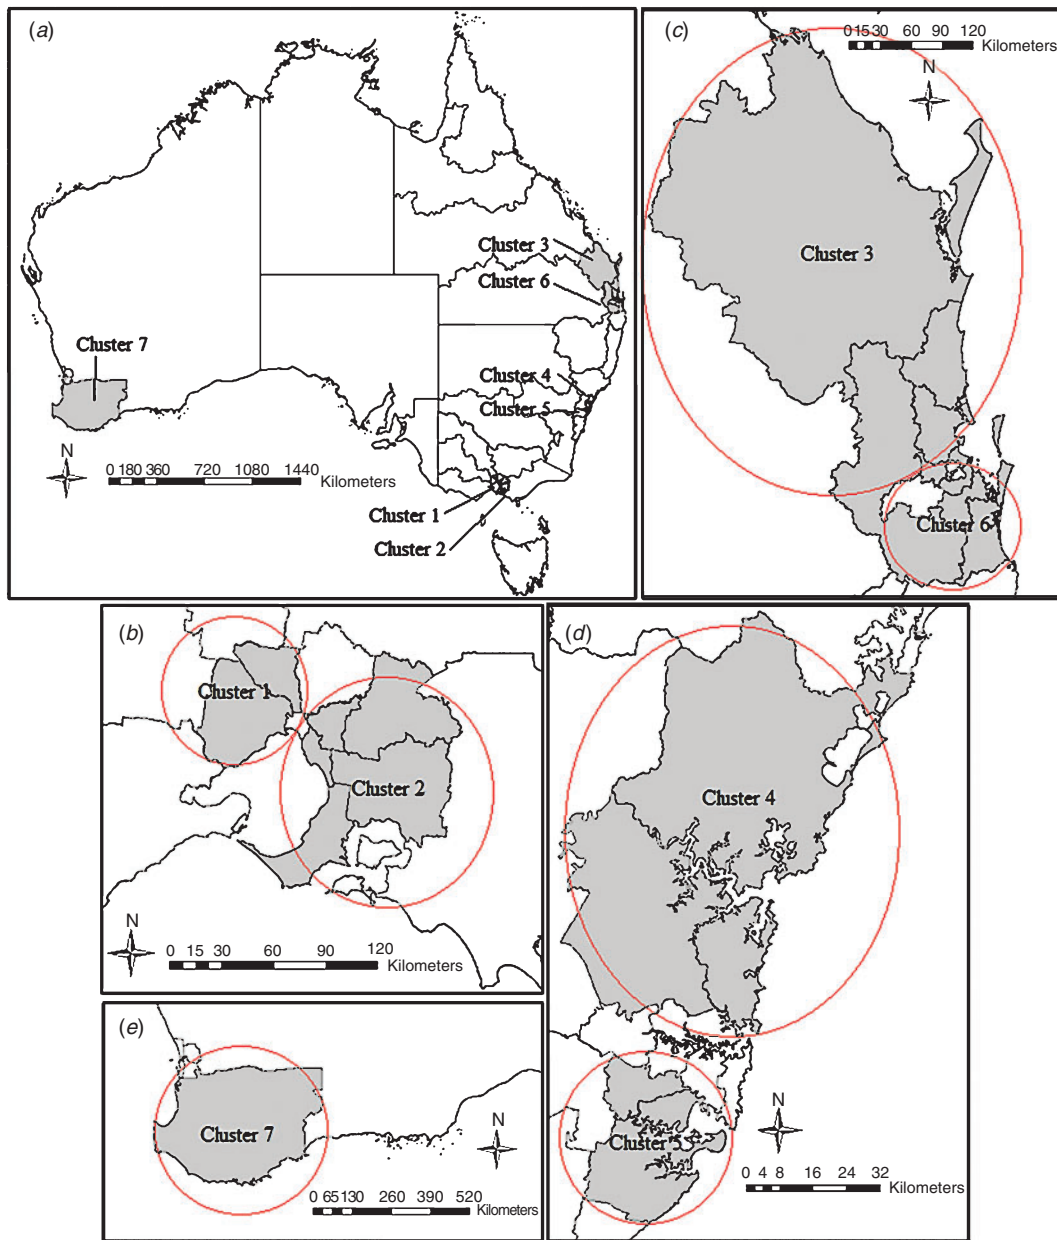 (a)
Cluster 3
Cluster 6
Cluster 7
Cluster 4
Cluster 5
N
0 180 360 720 1080 1440
Kilometers
Cluster 1
Cluster 2
(c)
0 15 30 60 90 120
Kilometers
N
Cluster 3
Cluster 6
(b)
Cluster 1
Cluster 2
N
0 15 30 60 90 120
Kilometers
(d)
Cluster 4
Cluster 5
N
0 4 8 16 24 32
Kilometers
(e)
Cluster 7
N
0 65 130 260 390 520
Kilometers